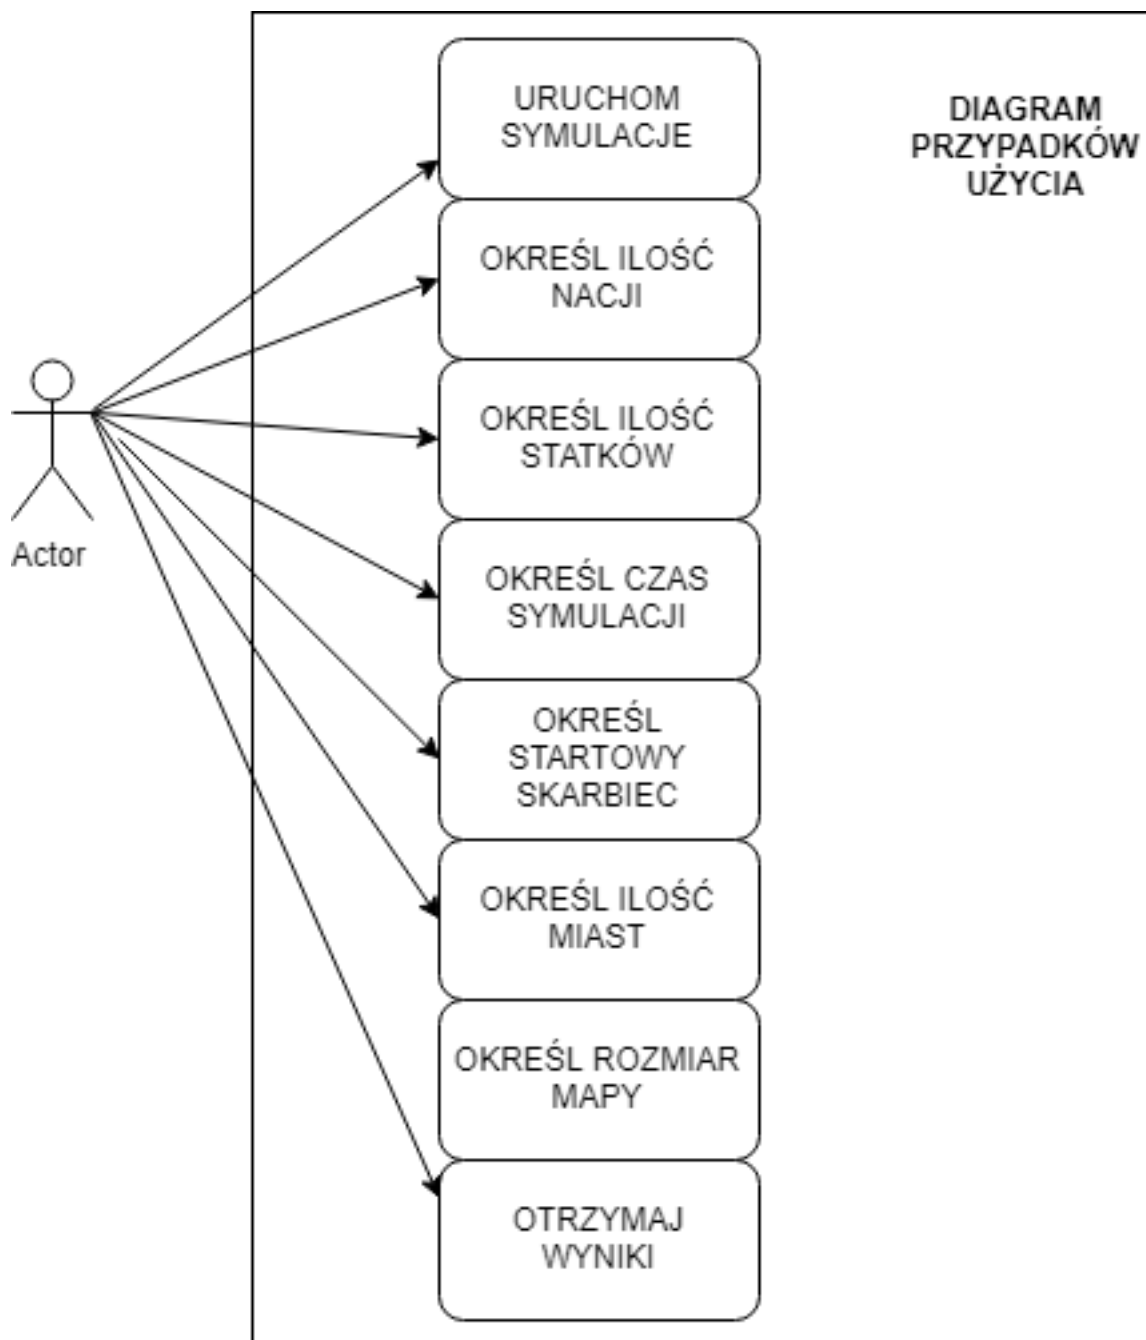 URUCHOM
SYMULACJE
DIAGRAM
PRZYPADKÓW
UŻYCIA
OKREŚL ILOŚĆ
NACJI
OKREŚL ILOŚĆ
STATKÓW
Actor
OKREŚL CZAS
SYMULACJI
OKREŚL
STARTOWY
SKARBIEC
OKREŚL ILOŚĆ
MIAST
OKREŚL ROZMIAR
MAPY
OTRZYMAJ
WYNIKI